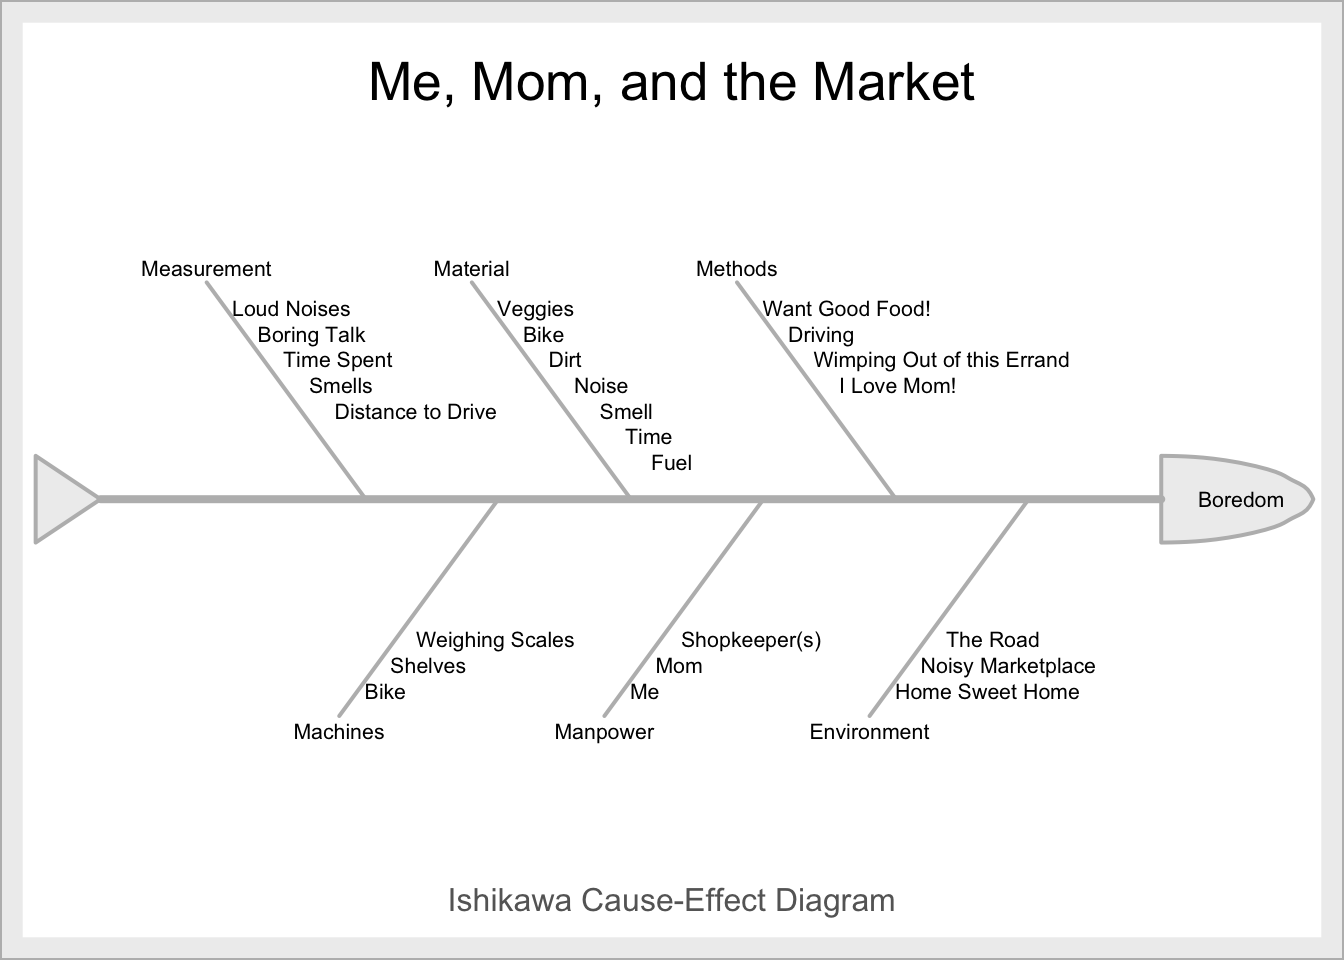 Me, Mom, and the Market
Measurement
Loud Noises
Boring Talk
Time Spent
Smells
Distance to Drive
Material
Veggies
Bike
Dirt
Noise
Smell
Time
Fuel
Methods
Want Good Food!
Driving
Wimping Out of this Errand
I Love Mom!
Boredom
Weighing Scales
Shelves
Bike
Machines
Shopkeeper(s)
Mom
Me
Manpower
The Road
Noisy Marketplace
Home Sweet Home
Environment
Ishikawa Cause-Effect Diagram